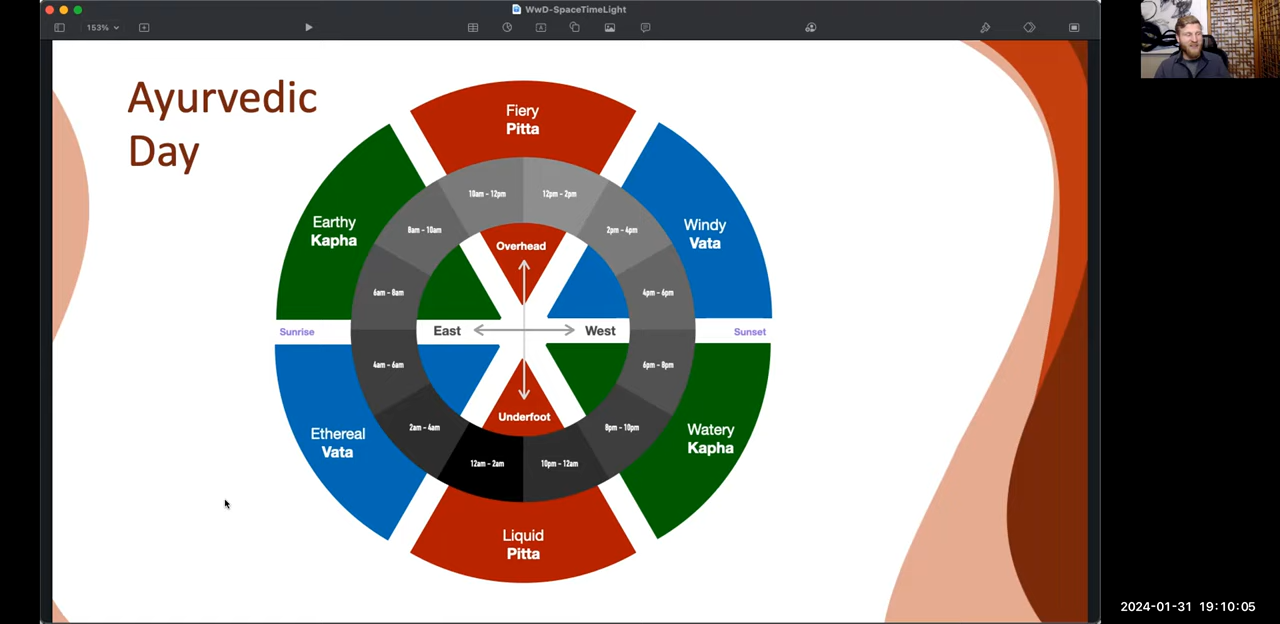 WwD-SpaceTimeLight
153%
Ayurvedic
Day
Fiery
Pitta
Earthy
Kapha
Windy
Vata
10am – 12pm
12pm – 2pm
8am – 10am
2pm – 4pm
Overhead
6am – 8am
4pm – 6pm
Sunrise
East
West
Sunset
4am – 6am
6pm – 8pm
Underfoot
2am – 4am
8pm – 10pm
Ethereal
Vata
Watery
Kapha
12am – 2am
10pm – 12am
Liquid
Pitta
2024-01-31 19:10:05